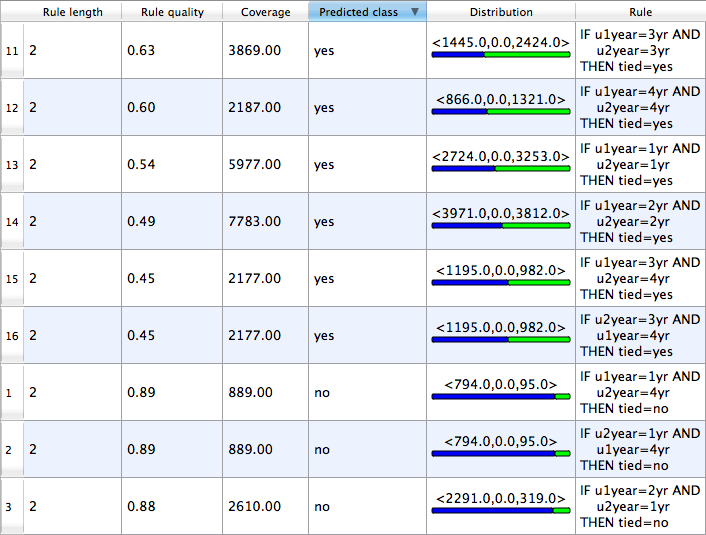 Rule length Rule quality Coverage Predicted class ▼ Distribution Rule
11 2 0.63 3869.00 yes <1445.0,0.0,2424.0> IF u1year=3yr AND
u2year=3yr
THEN tied=yes
12 2 0.60 2187.00 yes <866.0,0.0,1321.0> IF u1year=4yr AND
u2year=4yr
THEN tied=yes
13 2 0.54 5977.00 yes <2724.0,0.0,3253.0> IF u1year=1yr AND
u2year=1yr
THEN tied=yes
14 2 0.49 7783.00 yes <3971.0,0.0,3812.0> IF u1year=2yr AND
u2year=2yr
THEN tied=yes
15 2 0.45 2177.00 yes <1195.0,0.0,982.0> IF u1year=3yr AND
u2year=4yr
THEN tied=yes
16 2 0.45 2177.00 yes <1195.0,0.0,982.0> IF u2year=3yr AND
u1year=4yr
THEN tied=yes
1 2 0.89 889.00 no <794.0,0.0,95.0> IF u1year=1yr AND
u2year=4yr
THEN tied=no
2 2 0.89 889.00 no <794.0,0.0,95.0> IF u2year=1yr AND
u1year=4yr
THEN tied=no
3 2 0.88 2610.00 no <2291.0,0.0,319.0> IF u1year=2yr AND
u2year=1yr
THEN tied=no